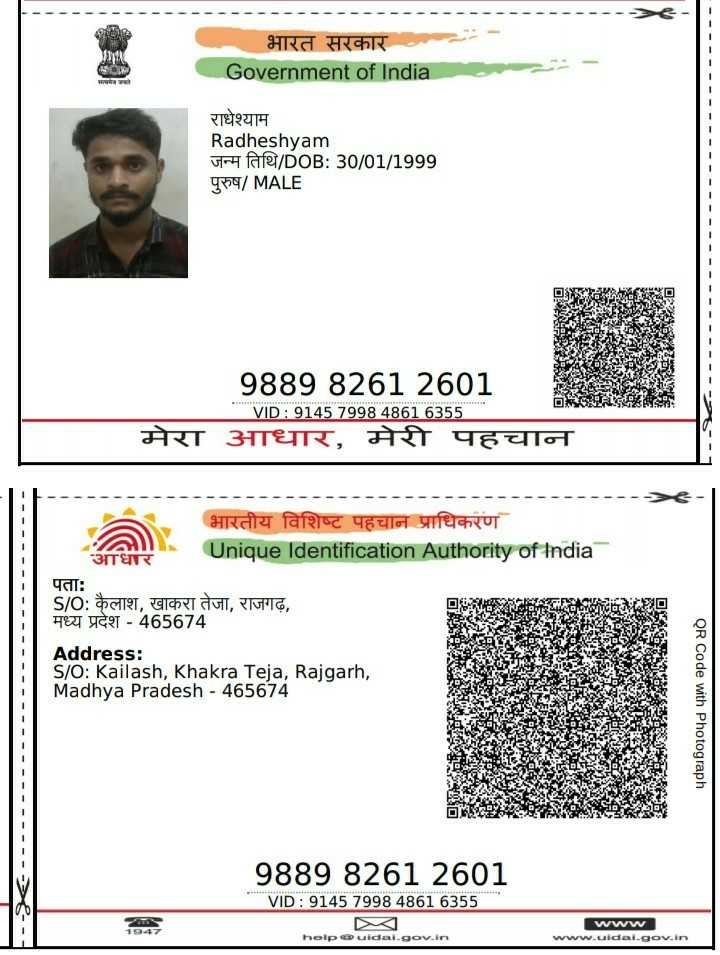 भारत सरकार
Government of India
सत्यमेव जयते
राधेश्याम
Radheshyam
जन्म तिथि/DOB: 30/01/1999
पुरुष/ MALE
9889 8261 2601
VID : 9145 7998 4861 6355
मेरा आधार, मेरी पहचान
भारतीय विशिष्ट पहचान प्राधिकरण
Unique Identification Authority of India
आधार
पता:
S/O: कैलाश, खाकरा तेजा, राजगढ़,
मध्य प्रदेश - 465674
Address:
S/O: Kailash, Khakra Teja, Rajgarh,
Madhya Pradesh - 465674
QR Code with Photograph
9889 8261 2601
VID : 9145 7998 4861 6355
1947
help@uidai.gov.in
www
www.uidai.gov.in